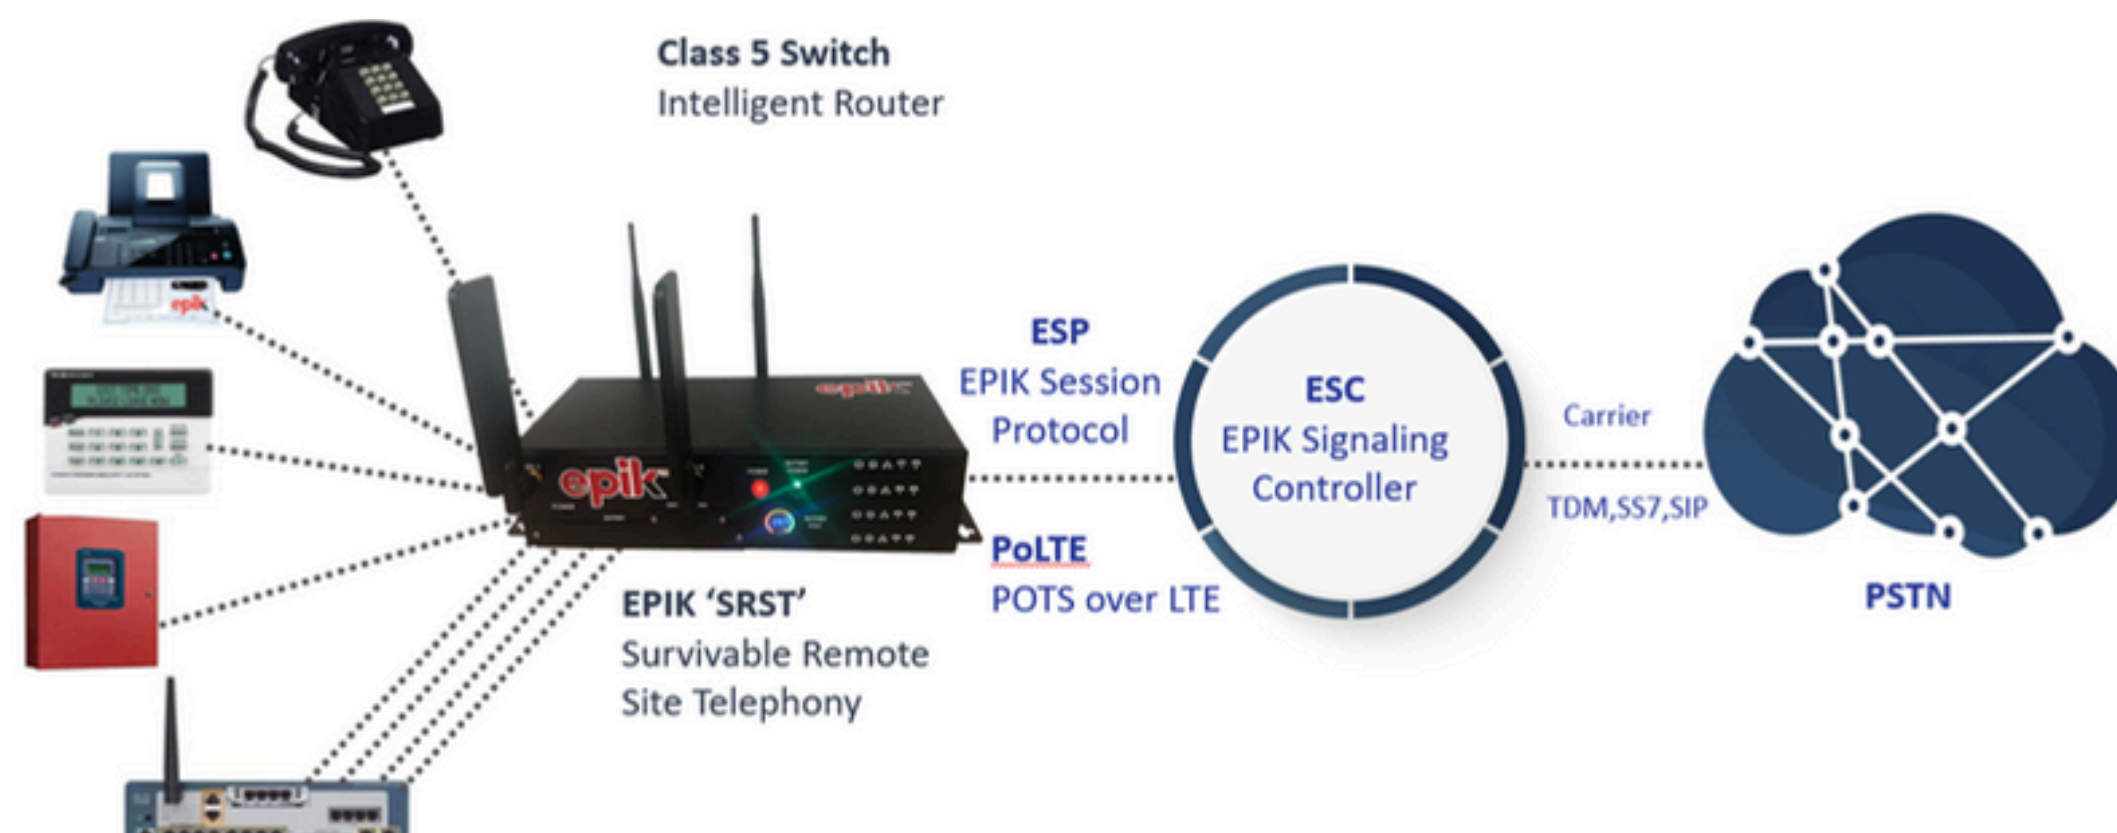 Class 5 Switch
Intelligent Router
epik
epik
epik
ESP
EPIK Session
Protocol
ESC
EPIK Signaling
Controller
Carrier
TDM,SS7,SIP
PoLTE
POTS over LTE
EPIK ‘SRST’
Survivable Remote
Site Telephony
PSTN